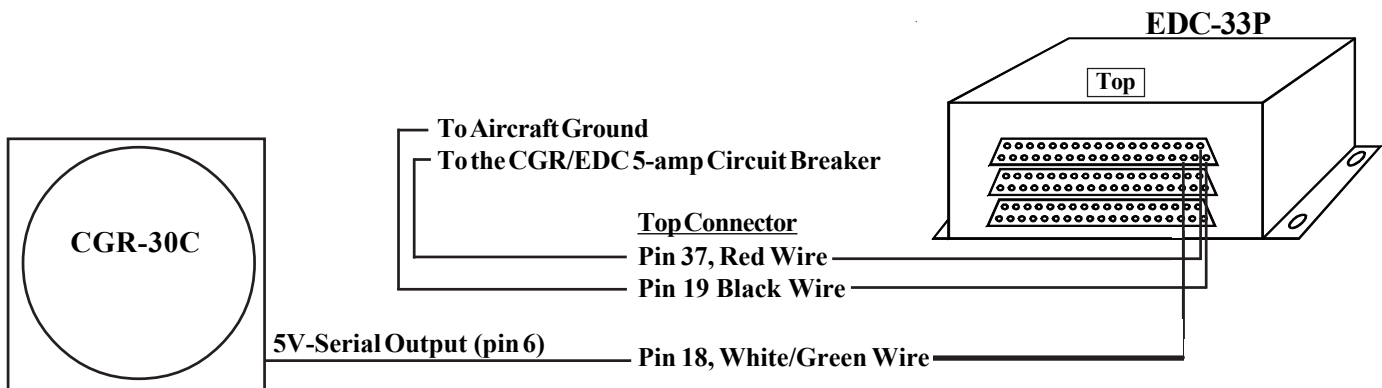 EDC-33P
Top
To Aircraft Ground
To the CGR/EDC 5-amp Circuit Breaker
Top Connector
CGR-30C
Pin 37, Red Wire
Pin 19 Black Wire
5V-Serial Output (pin 6)
Pin 18, White/Green Wire